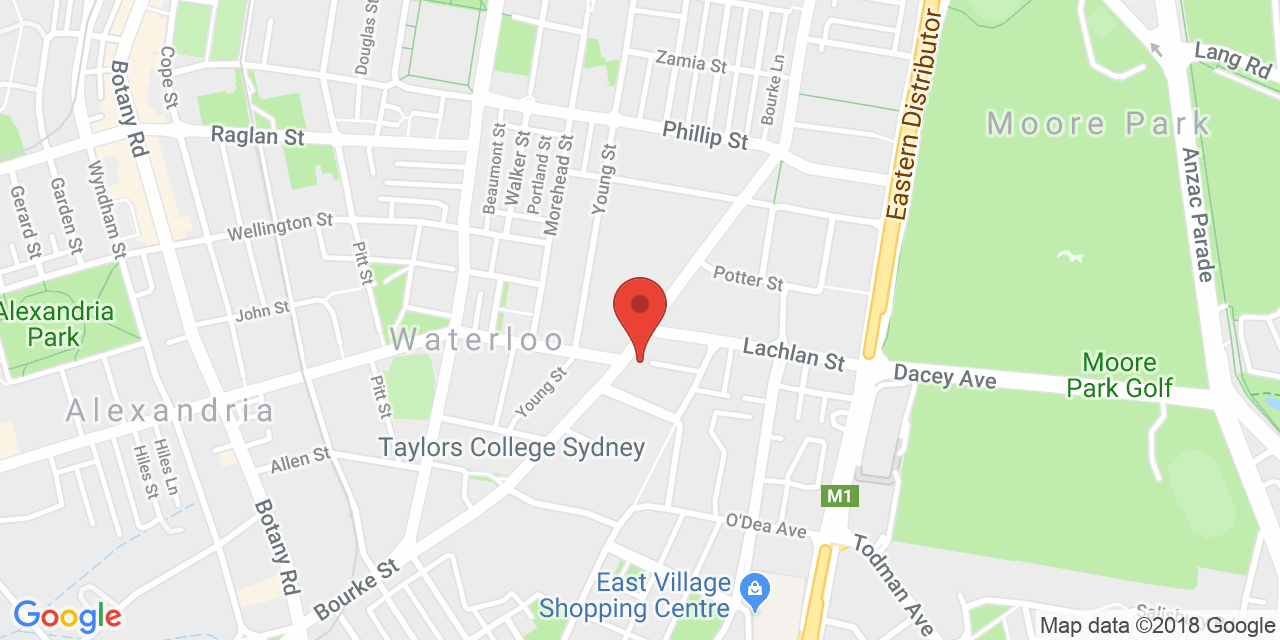 Douglas St
Cope St
Botany Rd
Zamia St
Bourke Ln
Eastern Distributor
Lang Rd
Moore Park
Raglan St
Phillip St
Beaumont St
Walker St
Portland St
Morehead St
Young St
Anzac Parade
Gerard St
Garden St
Wyndham St
Wellington St
Pitt St
Potter St
Alexandria
Park
John St
Waterloo
Lachlan St
Dacey Ave
Moore
Park Golf
Alexandria
Pitt St
Young St
Taylors College Sydney
Hiles St
Hiles Ln
Allen St
M1
Botany Rd
O'Dea Ave
Todman Ave
Bourke St
East Village
Shopping Centre
Google
Map data ©2018 Google